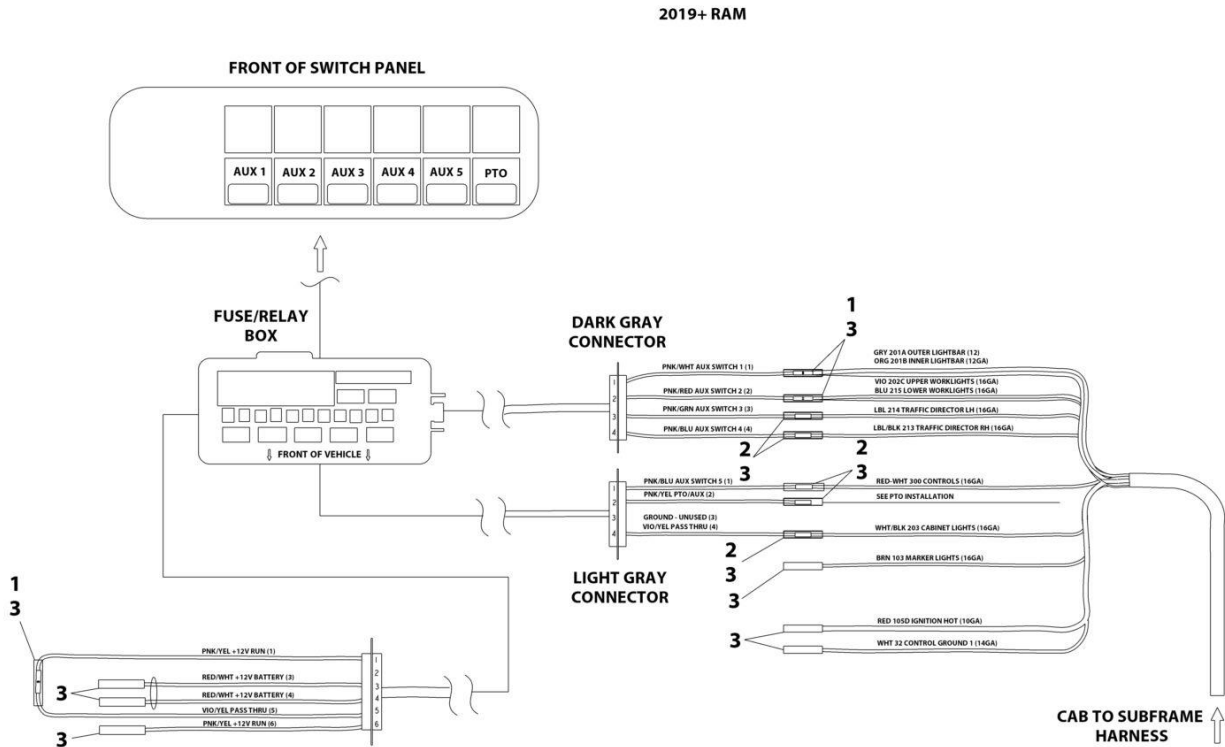 2019+ RAM
FRONT OF SWITCH PANEL
AUX 1 AUX 2 AUX 3 AUX 4 AUX 5 PTO
FUSE/RELAY
BOX
⇩ FRONT OF VEHICLE ⇩
DARK GRAY
CONNECTOR
1
2
3
4
PNK/WHT AUX SWITCH 1 (1)
PNK/RED AUX SWITCH 2 (2)
PNK/GRN AUX SWITCH 3 (3)
PNK/BLU AUX SWITCH 4 (4)
1
3
GRY 201A OUTER LIGHTBAR (12)
ORG 201B INNER LIGHTBAR (12GA)
VIO 202C UPPER WORKLIGHTS (16GA)
BLU 215 LOWER WORKLIGHTS (16GA)
LBL 214 TRAFFIC DIRECTOR LH (16GA)
LBL/BLK 213 TRAFFIC DIRECTOR RH (16GA)
2
3
2
3
1
2
3
4
PNK/BLU AUX SWITCH 5 (1)
PNK/YEL PTO/AUX (2)
GROUND - UNUSED (3)
VIO/YEL PASS THRU (4)
RED-WHT 300 CONTROLS (16GA)
SEE PTO INSTALLATION
WHT/BLK 203 CABINET LIGHTS (16GA)
2
3
BRN 103 MARKER LIGHTS (16GA)
3
LIGHT GRAY
CONNECTOR
RED 105D IGNITION HOT (10GA)
3
WHT 32 CONTROL GROUND 1 (14GA)
1
3
PNK/YEL +12V RUN (1)
RED/WHT +12V BATTERY (3)
3
RED/WHT +12V BATTERY (4)
VIO/YEL PASS THRU (5)
PNK/YEL +12V RUN (6)
3
1
2
3
4
5
6
CAB TO SUBFRAME
HARNESS